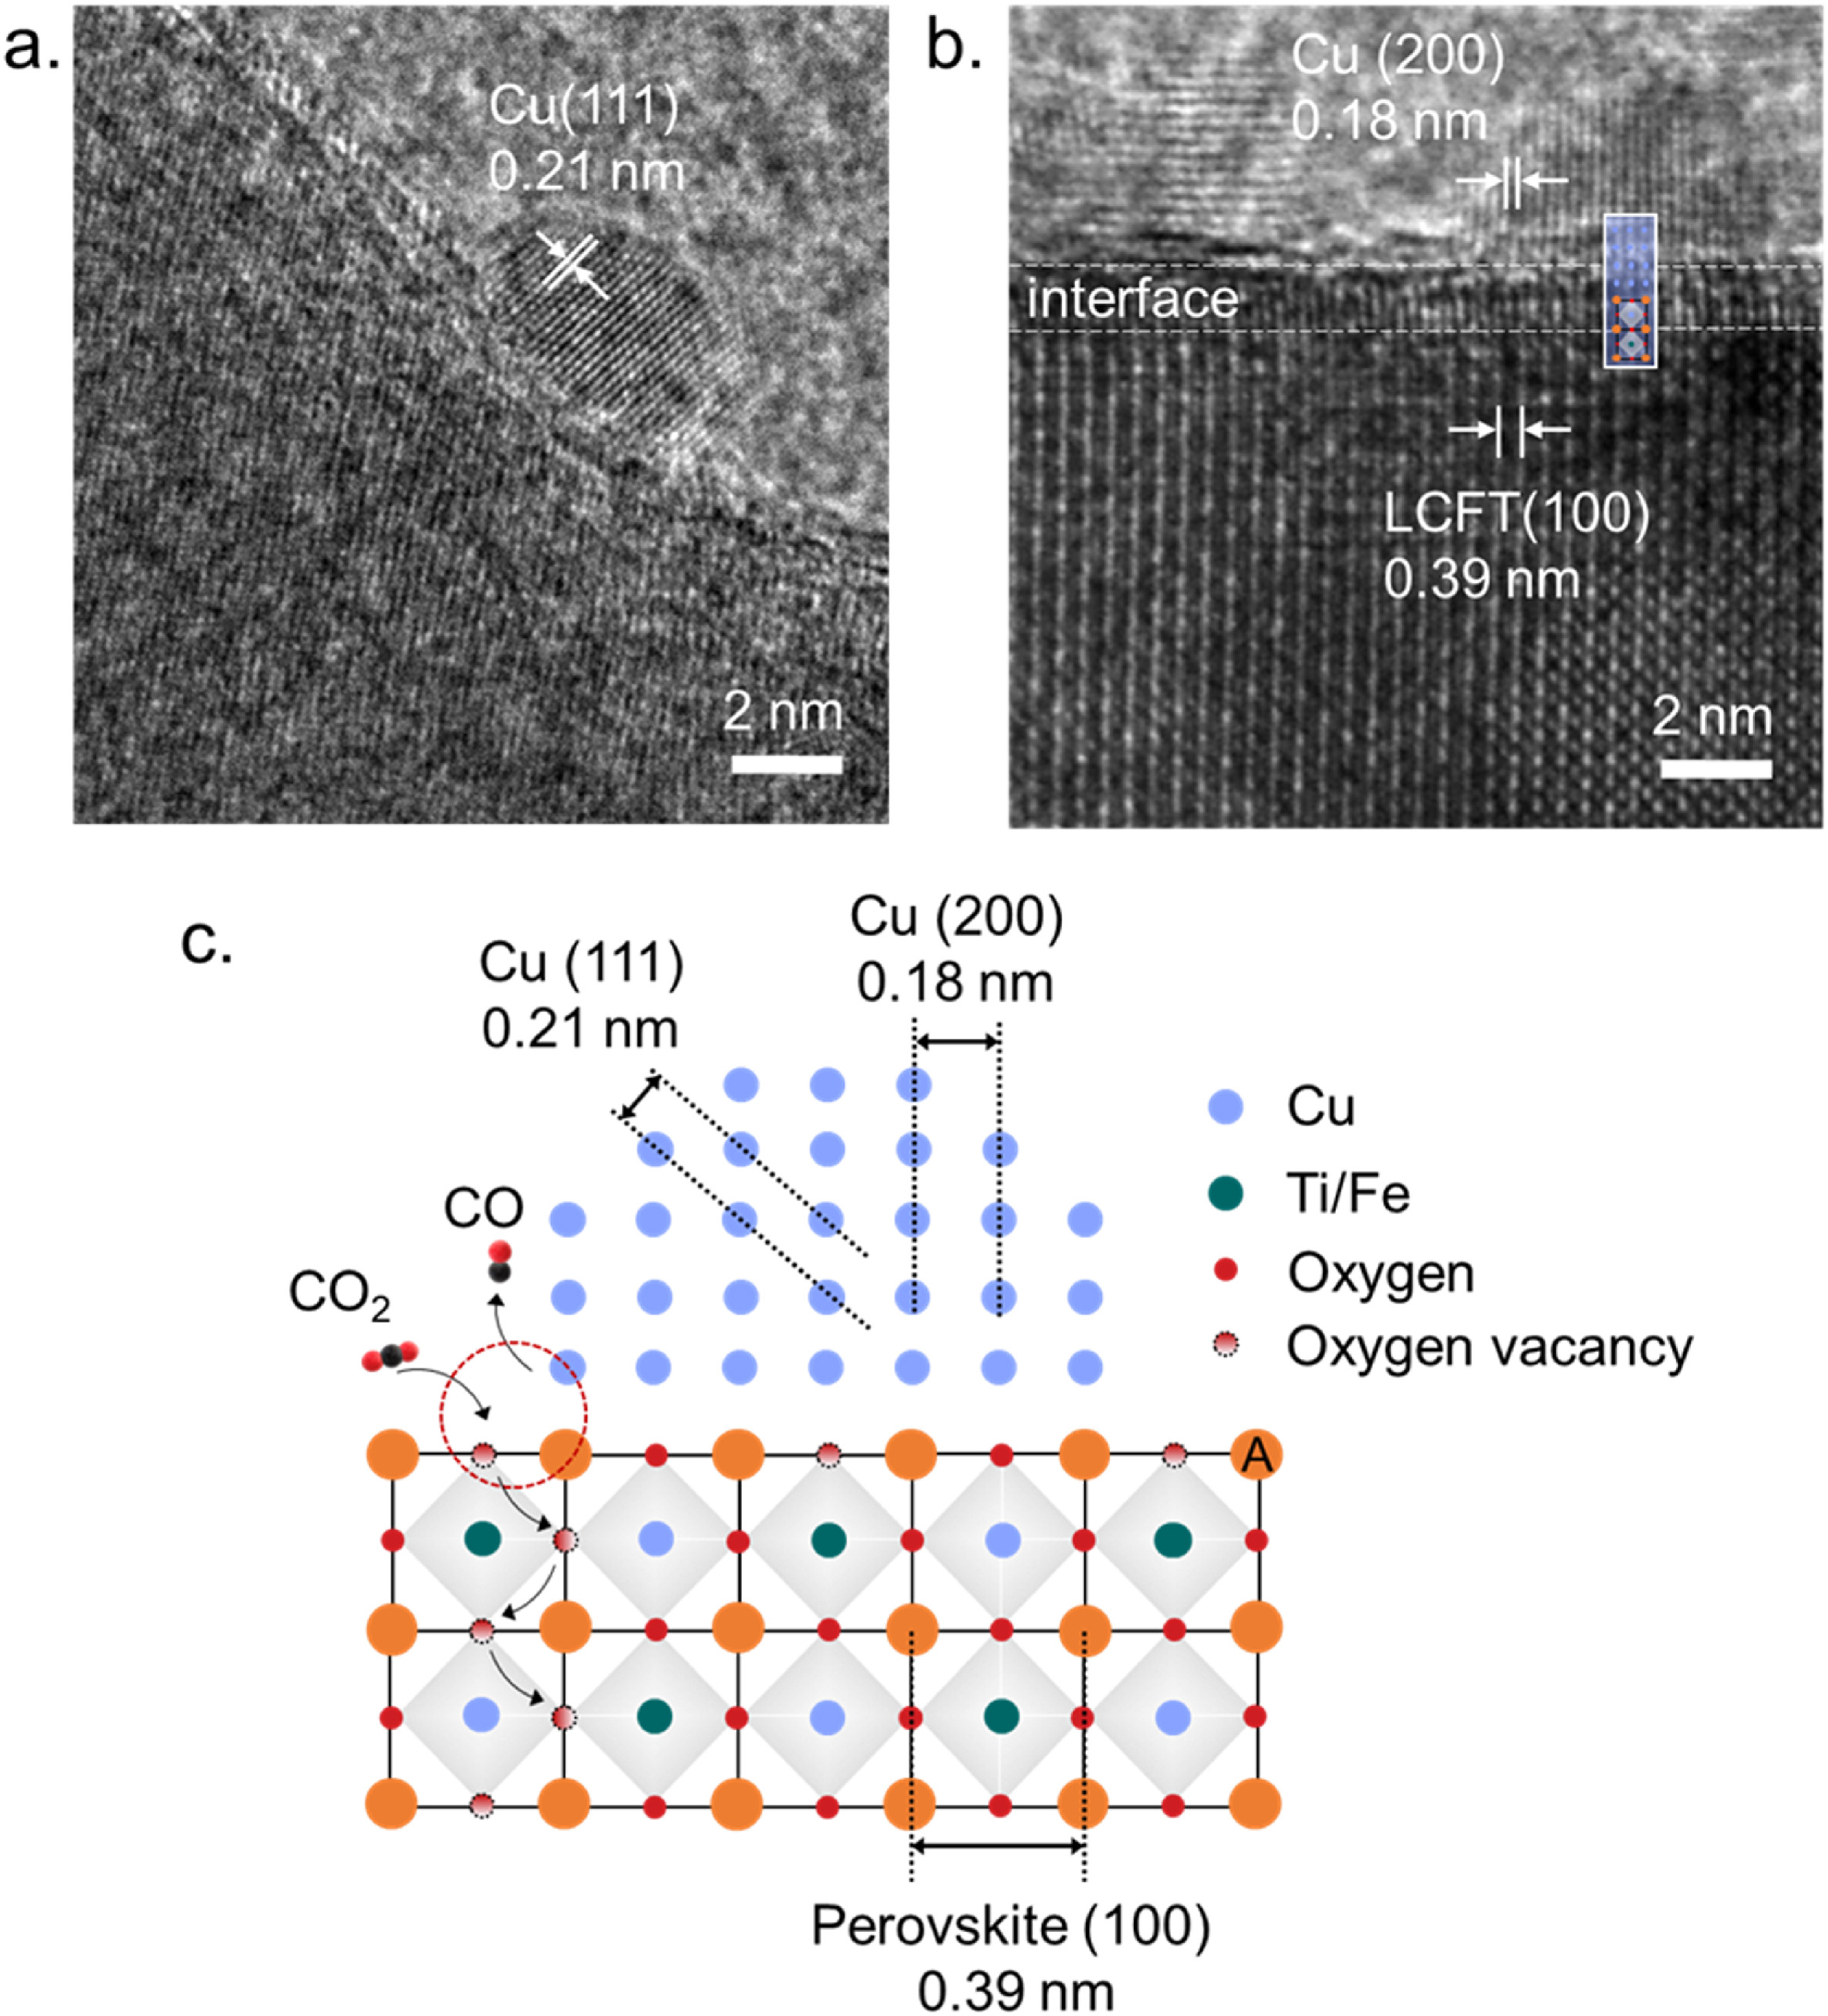 a.
Cu(111)
0.21 nm
2 nm
b.
Cu (200)
0.18 nm
interface
LCFT(100)
0.39 nm
2 nm
c.
Cu (111)
0.21 nm
Cu (200)
0.18 nm
CO
CO₂
Cu
Ti/Fe
Oxygen
Oxygen vacancy
A
Perovskite (100)
0.39 nm